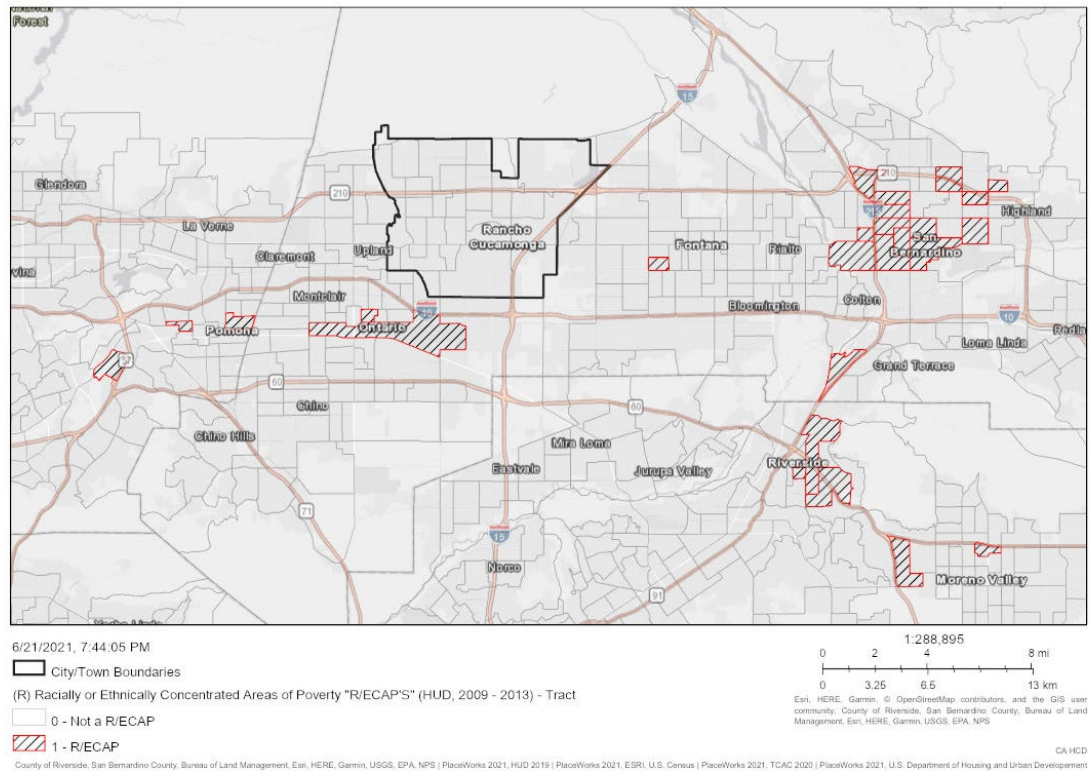 Forest
15
Glendora
210
210
La Verne
Rancho
Cucamonga
Highland
San
Bernardino
Upland
Claremont
Fontana
Rialto
Montclair
10
Bloomington
Colton
10
Pomona
Ontario
Loma Linda
57
Grand Terrace
60
Chino
60
Chino Hills
Mira Loma
Riverside
Eastvale
Jurupa Valley
71
15
Norco
91
Moreno Valley
6/21/2021, 7:44:05 PM
City/Town Boundaries
(R) Racially or Ethnically Concentrated Areas of Poverty "R/ECAP'S" (HUD, 2009 - 2013) - Tract
0 - Not a R/ECAP
1 - R/ECAP
1:288,895
0 2 4 8 mi
0 3.25 6.5 13 km
Esri, HERE, Garmin, © OpenStreetMap contributors, and the GIS user
community, County of Riverside, San Bernardino County, Bureau of Land
Management, Esri, HERE, Garmin, USGS, EPA, NPS
CA HCD
County of Riverside, San Bernardino County, Bureau of Land Management, Esri, HERE, Garmin, USGS, EPA, NPS | PlaceWorks 2021, HUD 2019 | PlaceWorks 2021, ESRI, U.S. Census | PlaceWorks 2021, TCAC 2020 | PlaceWorks 2021, U.S. Department of Housing and Urban Developement